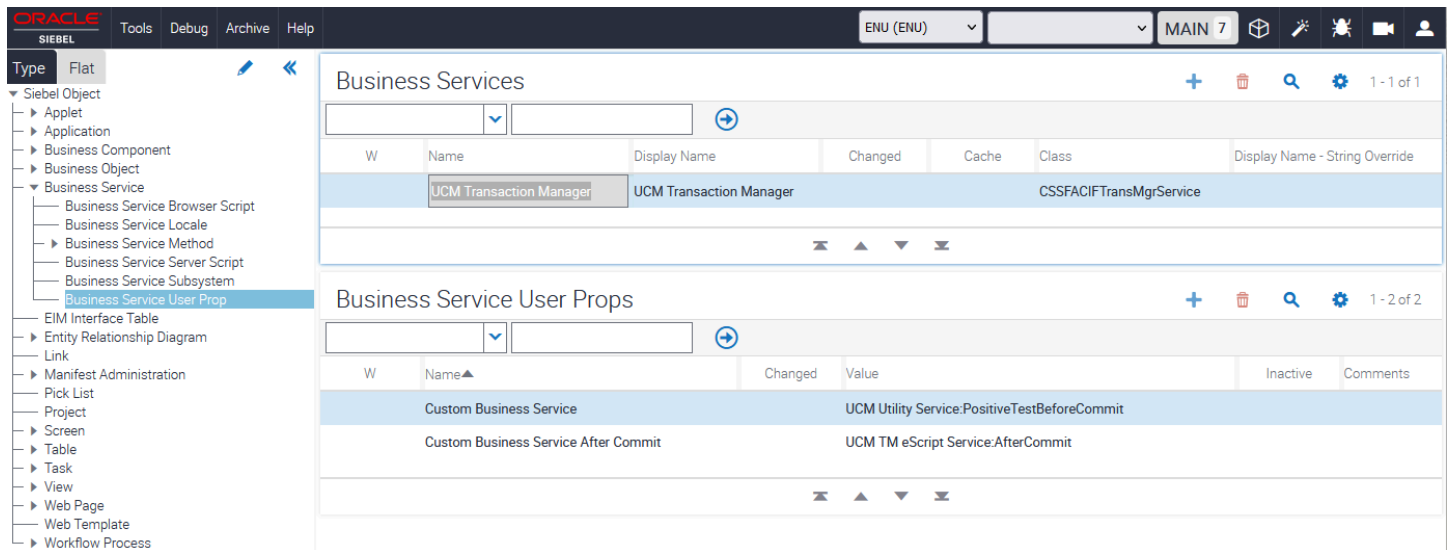 ORACLE
SIEBEL
Tools Debug Archive Help
ENU (ENU)
MAIN 7
Type Flat
Siebel Object
Applet
Application
Business Component
Business Object
Business Service
Business Service Browser Script
Business Service Locale
Business Service Method
Business Service Server Script
Business Service Subsystem
Business Service User Prop
EIM Interface Table
Entity Relationship Diagram
Link
Manifest Administration
Pick List
Project
Screen
Table
Task
View
Web Page
Web Template
Workflow Process
Business Services
1 - 1 of 1
W Name Display Name Changed Cache Class Display Name - String Override
UCM Transaction Manager UCM Transaction Manager CSSFACIFTransMgrService
Business Service User Props
1 - 2 of 2
W Name Changed Value Inactive Comments
Custom Business Service UCM Utility Service:PositiveTestBeforeCommit
Custom Business Service After Commit UCM TM eScript Service:AfterCommit